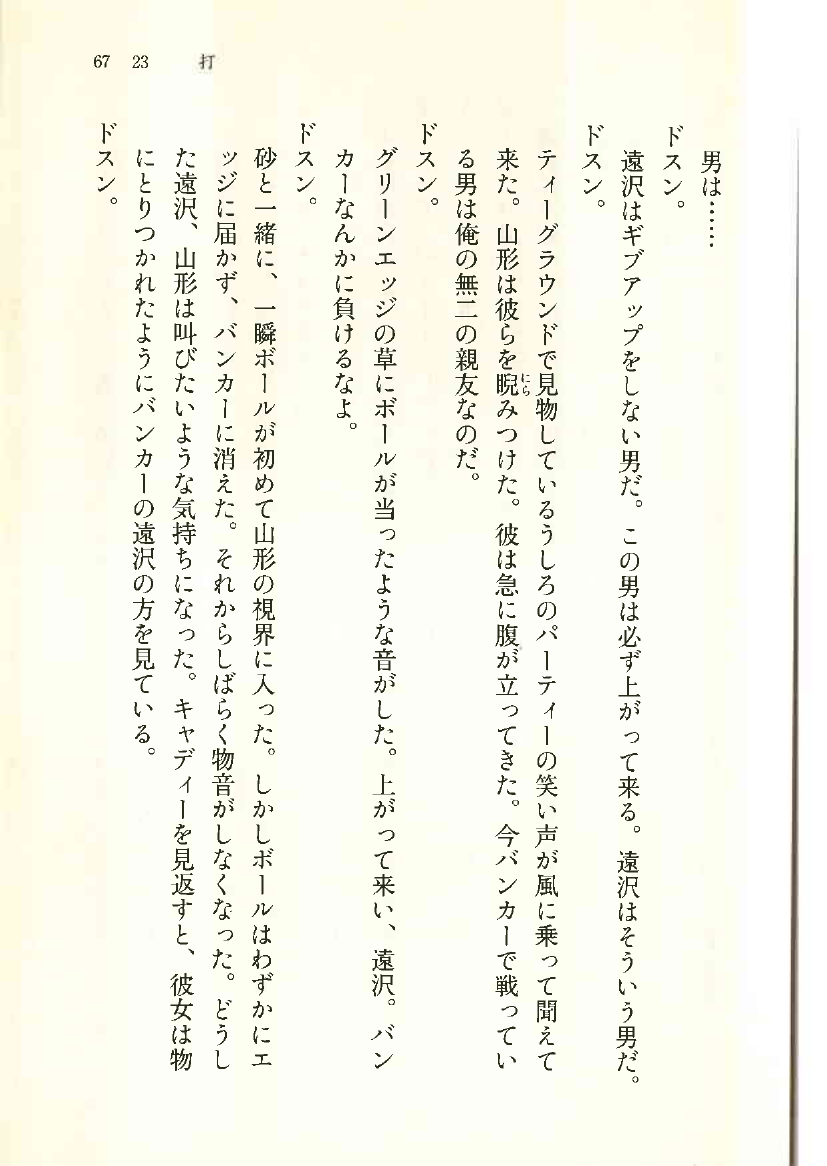 67 23 打
男は……
ドスン。
遠沢はギブアップをしない男だ。この男は必ず上がって来る。遠沢はそういう男だ。
ドスン。
ティーグラウンドで見物しているうしろのパーティーの笑い声が風に乗って聞えて
来た。山形は彼らを睨にらみつけた。彼は急に腹が立ってきた。今バンカーで戦ってい
る男は俺の無二の親友なのだ。
ドスン。
グリーンエッジの草にボールが当ったような音がした。上がって来い、遠沢。バン
カーなんかに負けるなよ。
ドスン。
砂と一緒に、一瞬ボールが初めて山形の視界に入った。しかしボールはわずかにエ
ッジに届かず、バンカーに消えた。それからしばらく物音がしなくなった。どうし
た遠沢、山形は叫びたいような気持ちになった。キャディーを見返すと、彼女は物
にとりつかれたようにバンカーの遠沢の方を見ている。
ドスン。